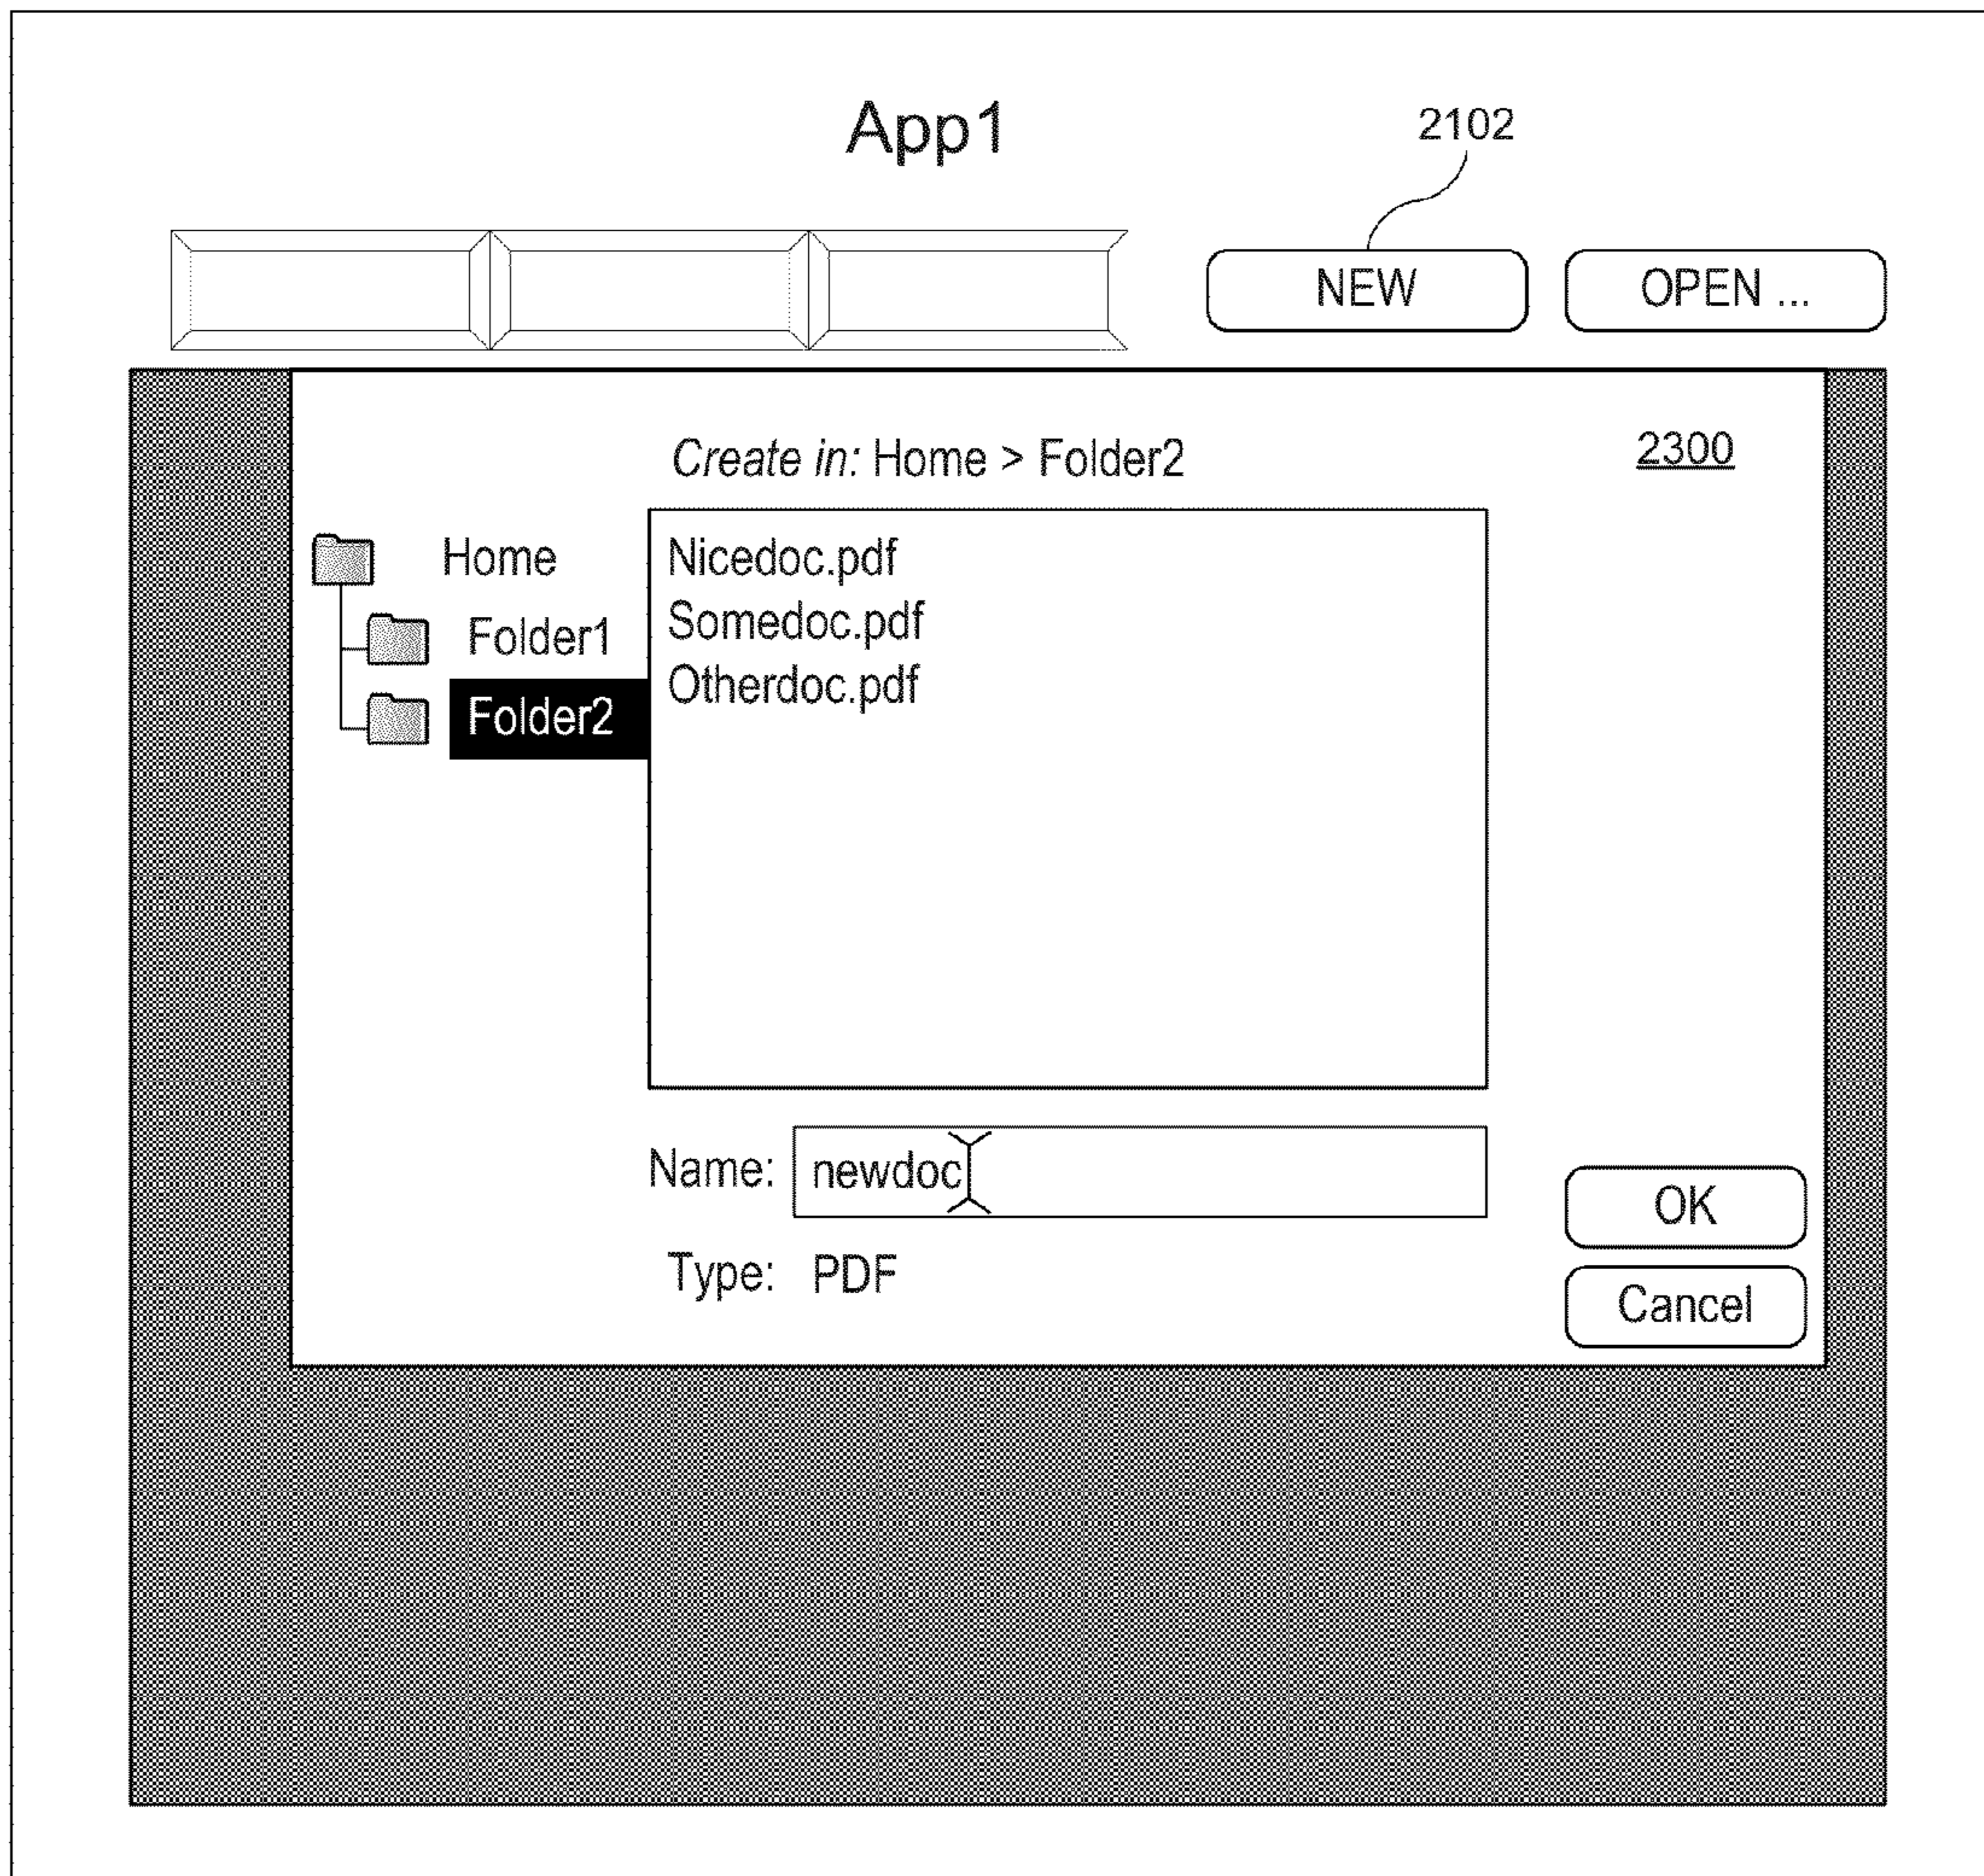 App1
2102
NEW
OPEN ...
Create in: Home > Folder2
2300
Home
Folder1
Folder2
Nicedoc.pdf
Somedoc.pdf
Otherdoc.pdf
Name: newdoc
Type: PDF
OK
Cancel